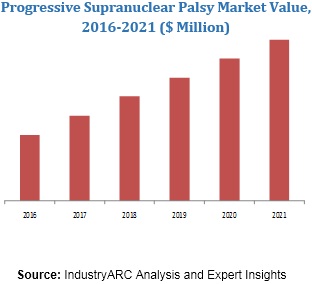 Progressive Supranuclear Palsy Market Value,
2016-2021 ($ Million)
2016 2017 2018 2019 2020 2021
Source: IndustryARC Analysis and Expert Insights